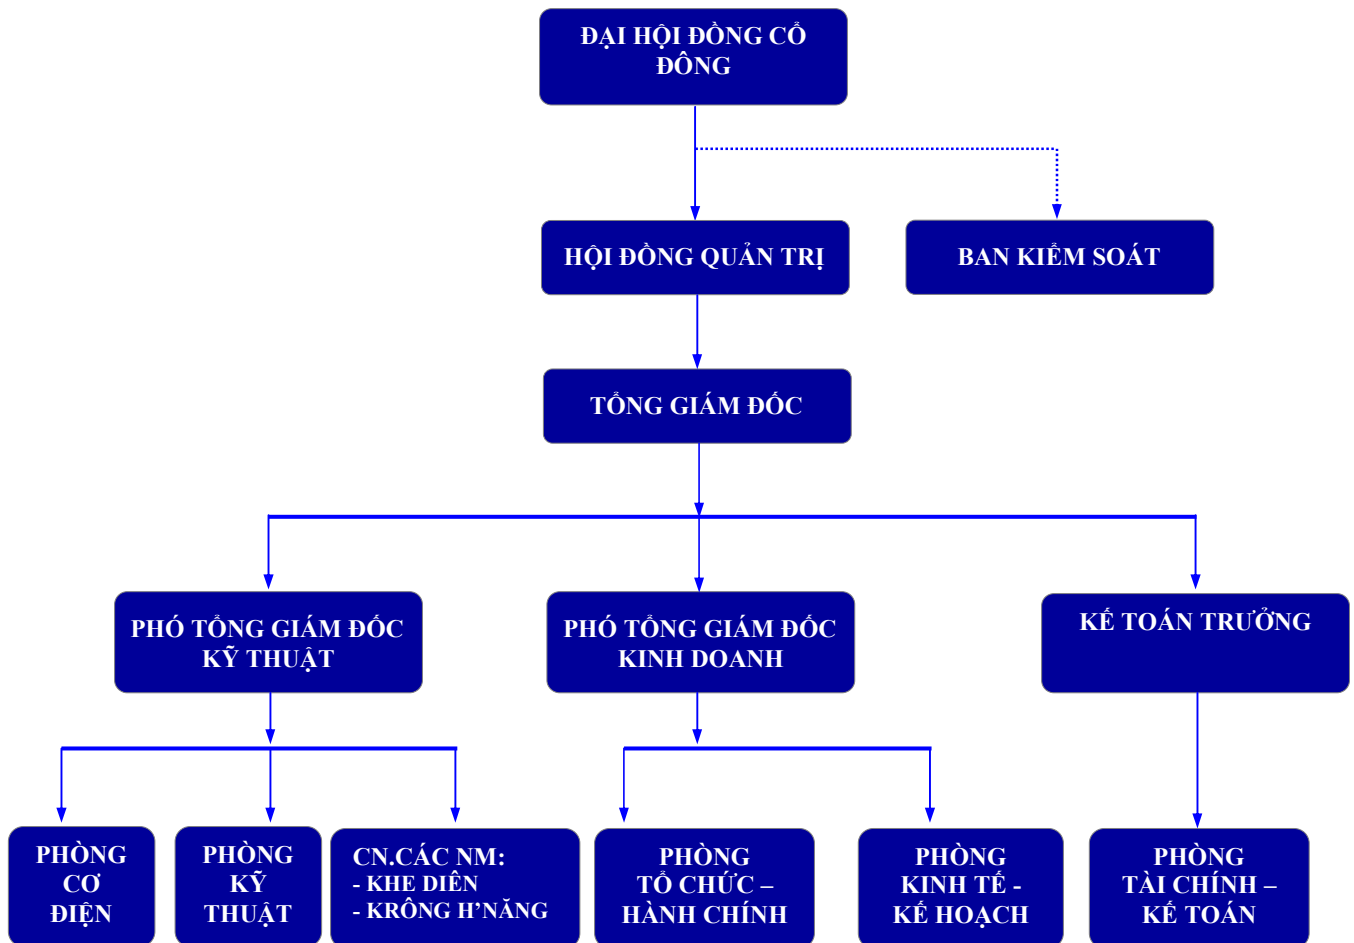 ĐẠI HỘI ĐỒNG CỔ
ĐÔNG
HỘI ĐỒNG QUẢN TRỊ
BAN KIỂM SOÁT
TỔNG GIÁM ĐỐC
PHÓ TỔNG GIÁM ĐỐC
KỸ THUẬT
PHÓ TỔNG GIÁM ĐỐC
KINH DOANH
KẾ TOÁN TRƯỞNG
PHÒNG
CƠ
ĐIỆN
PHÒNG
KỸ
THUẬT
CN.CÁC NM:
- KHE DIÊN
- KRÔNG H’NĂNG
PHÒNG
TỔ CHỨC –
HÀNH CHÍNH
PHÒNG
KINH TẾ -
KẾ HOẠCH
PHÒNG
TÀI CHÍNH –
KẾ TOÁN